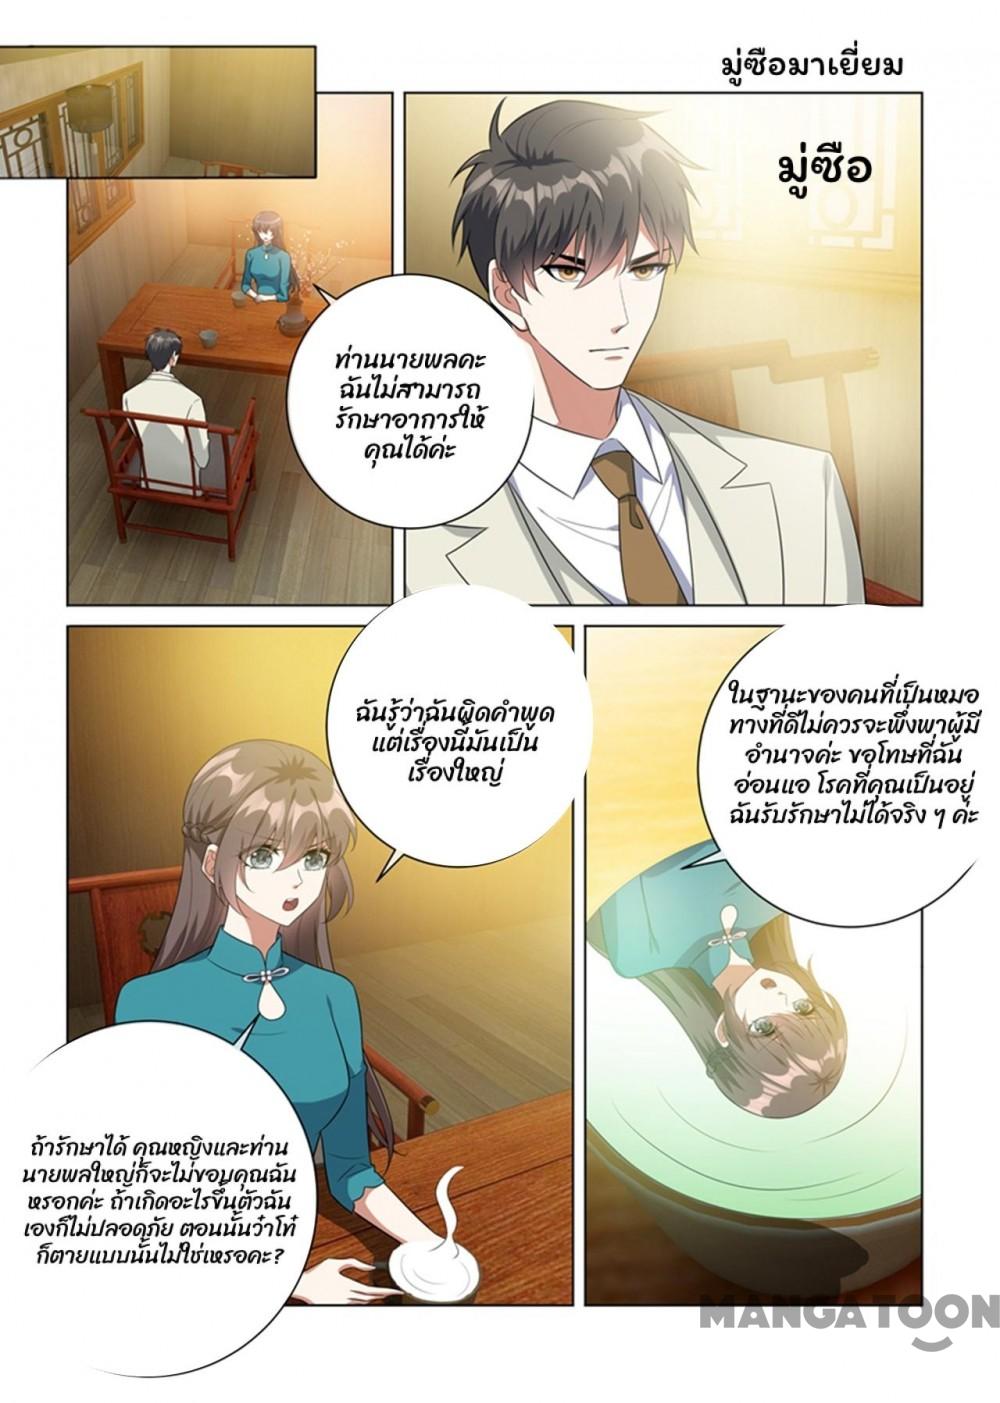 มู่ซือมาเยี่ยม
มู่ซือ
ท่านนายพลคะ
ฉันไม่สามารถ
รักษาอาการให้
คุณได้ค่ะ
ฉันรู้ว่าฉันผิดคำพูด
แต่เรื่องนี้มันเป็น
เรื่องใหญ่
ในฐานะของคนที่เป็นหมอ
ทางที่ดีไม่ควรจะพึ่งพาผู้มี
อำนาจค่ะ ขอโทษที่ฉัน
อ่อนแอ โรคที่คุณเป็นอยู่
ฉันรับรักษาไม่ได้จริง ๆ ค่ะ
ถ้ารักษาได้ คุณหญิงและท่าน
นายพลใหญ่ก็จะไม่ขอบคุณฉัน
หรอกค่ะ ถ้าเกิดอะไรขึ้นตัวฉัน
เองก็ไม่ปลอดภัย ตอนนั้นว๋าโท๋
ก็ตายแบบนั้นไม่ใช่เหรอคะ?
MANGATOON